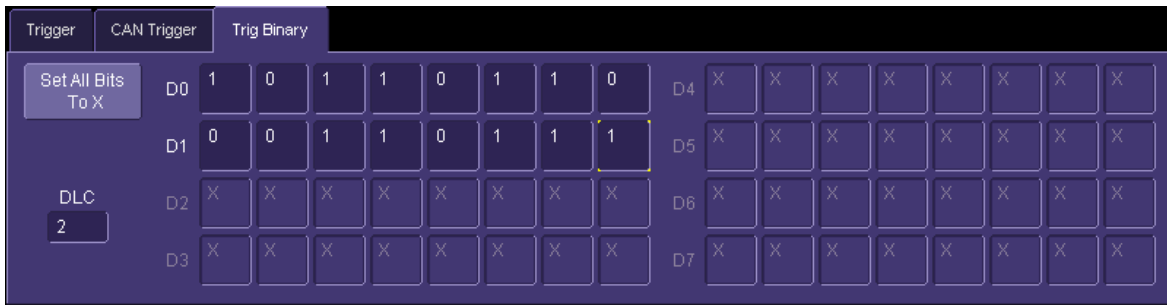 Trigger CAN Trigger Trig Binary
Set All Bits
To X
D0 1 0 1 1 0 1 1 0 D4 X X X X X X X X
D1 0 0 1 1 0 1 1 1 D5 X X X X X X X X
DLC
2
D2 X X X X X X X X D6 X X X X X X X X
D3 X X X X X X X X D7 X X X X X X X X